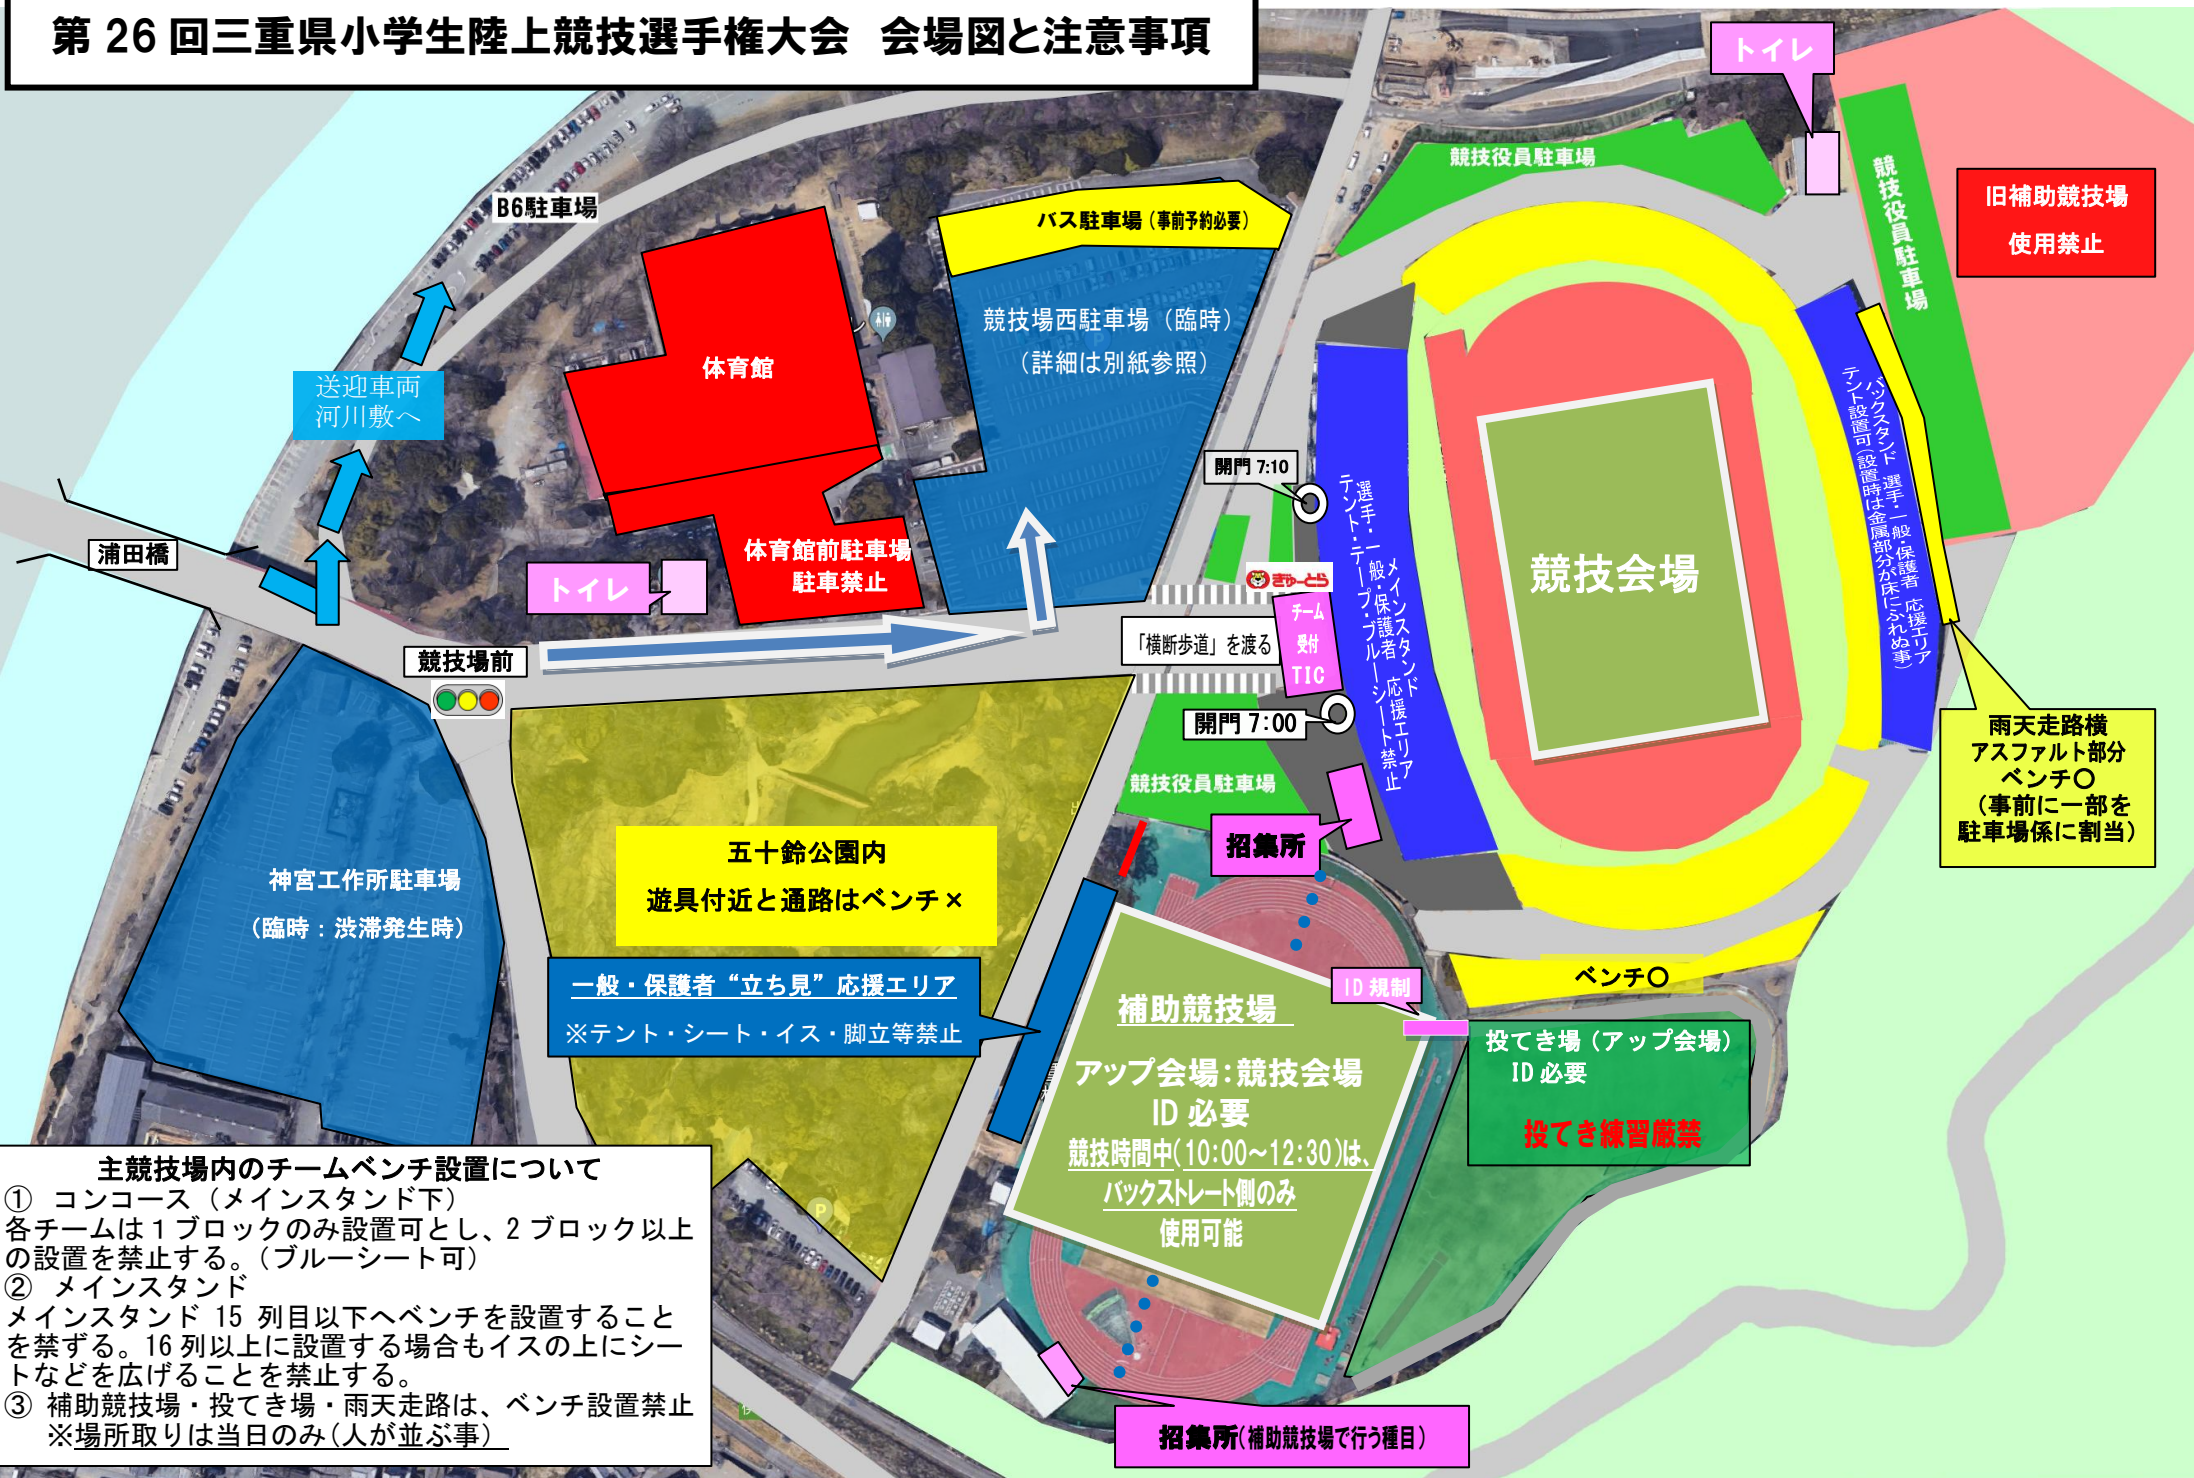 第 26 回三重県小学生陸上競技選手権大会 会場図と注意事項
トイレ
競技役員駐車場
競技役員駐車場
旧補助競技場
使用禁止
B6駐車場
バス駐車場（事前予約必要）
競技場西駐車場（臨時）
（詳細は別紙参照）
体育館
送迎車両
河川敷へ
開門 7:10
浦田橋
トイレ
体育館前駐車場
駐車禁止
競技会場
メインスタンド
選手・一般・保護者 応援エリア
テント・テープ・ブルーシート禁止
バックスタンド 選手・一般・保護者 応援エリア
テント設置可（設置時は金属部分が床にふれぬ事）
きゅーとら
チーム
受付
TIC
「横断歩道」を渡る
競技場前
開門 7:00
雨天走路横
アスファルト部分
ベンチ〇
（事前に一部を
駐車場係に割当）
競技役員駐車場
招集所
五十鈴公園内
遊具付近と通路はベンチ×
神宮工作所駐車場
（臨時：渋滞発生時）
一般・保護者“立ち見”応援エリア
※テント・シート・イス・脚立等禁止
ベンチ〇
ID 規制
補助競技場
アップ会場：競技会場
ID 必要
競技時間中(10:00～12:30)は、
バックストレート側のみ
使用可能
投てき場（アップ会場）
ID 必要
投てき練習厳禁
P
主競技場内のチームベンチ設置について
① コンコース（メインスタンド下）
各チームは 1 ブロックのみ設置可とし、2 ブロック以上
の設置を禁止する。（ブルーシート可）
② メインスタンド
メインスタンド 15 列目以下へベンチを設置すること
を禁ずる。16 列以上に設置する場合もイスの上にシー
トなどを広げることを禁止する。
③ 補助競技場・投てき場・雨天走路は、ベンチ設置禁止
※場所取りは当日のみ(人が並ぶ事）
招集所(補助競技場で行う種目）